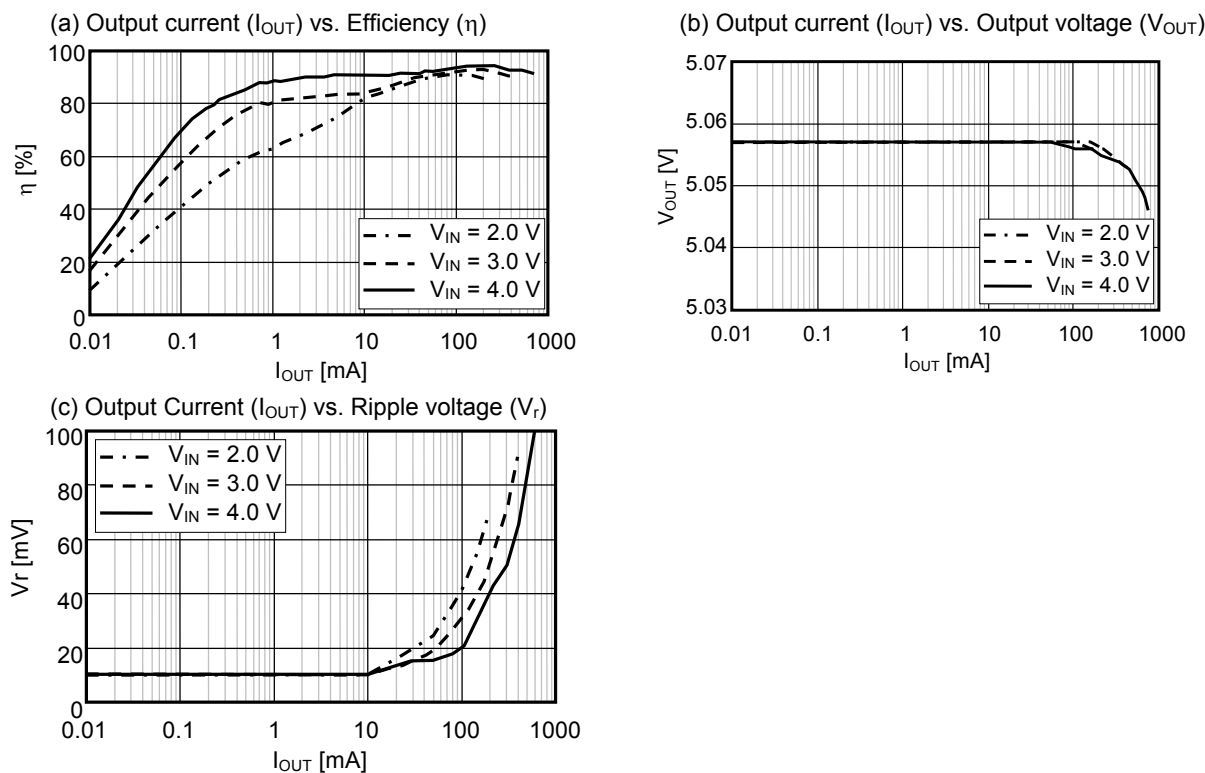 (a) Output current (IOUT) vs. Efficiency (η)
100
80
60
40
20
0
η [%]
0.01 0.1 1 10 100 1000
IOUT [mA]
VIN = 2.0 V
VIN = 3.0 V
VIN = 4.0 V
(b) Output current (IOUT) vs. Output voltage (VOUT)
5.07
5.06
5.05
5.04
5.03
VOUT [V]
0.01 0.1 1 10 100 1000
IOUT [mA]
VIN = 2.0 V
VIN = 3.0 V
VIN = 4.0 V
(c) Output Current (IOUT) vs. Ripple voltage (Vr)
100
80
60
40
20
0
Vr [mV]
0.01 0.1 1 10 100 1000
IOUT [mA]
VIN = 2.0 V
VIN = 3.0 V
VIN = 4.0 V